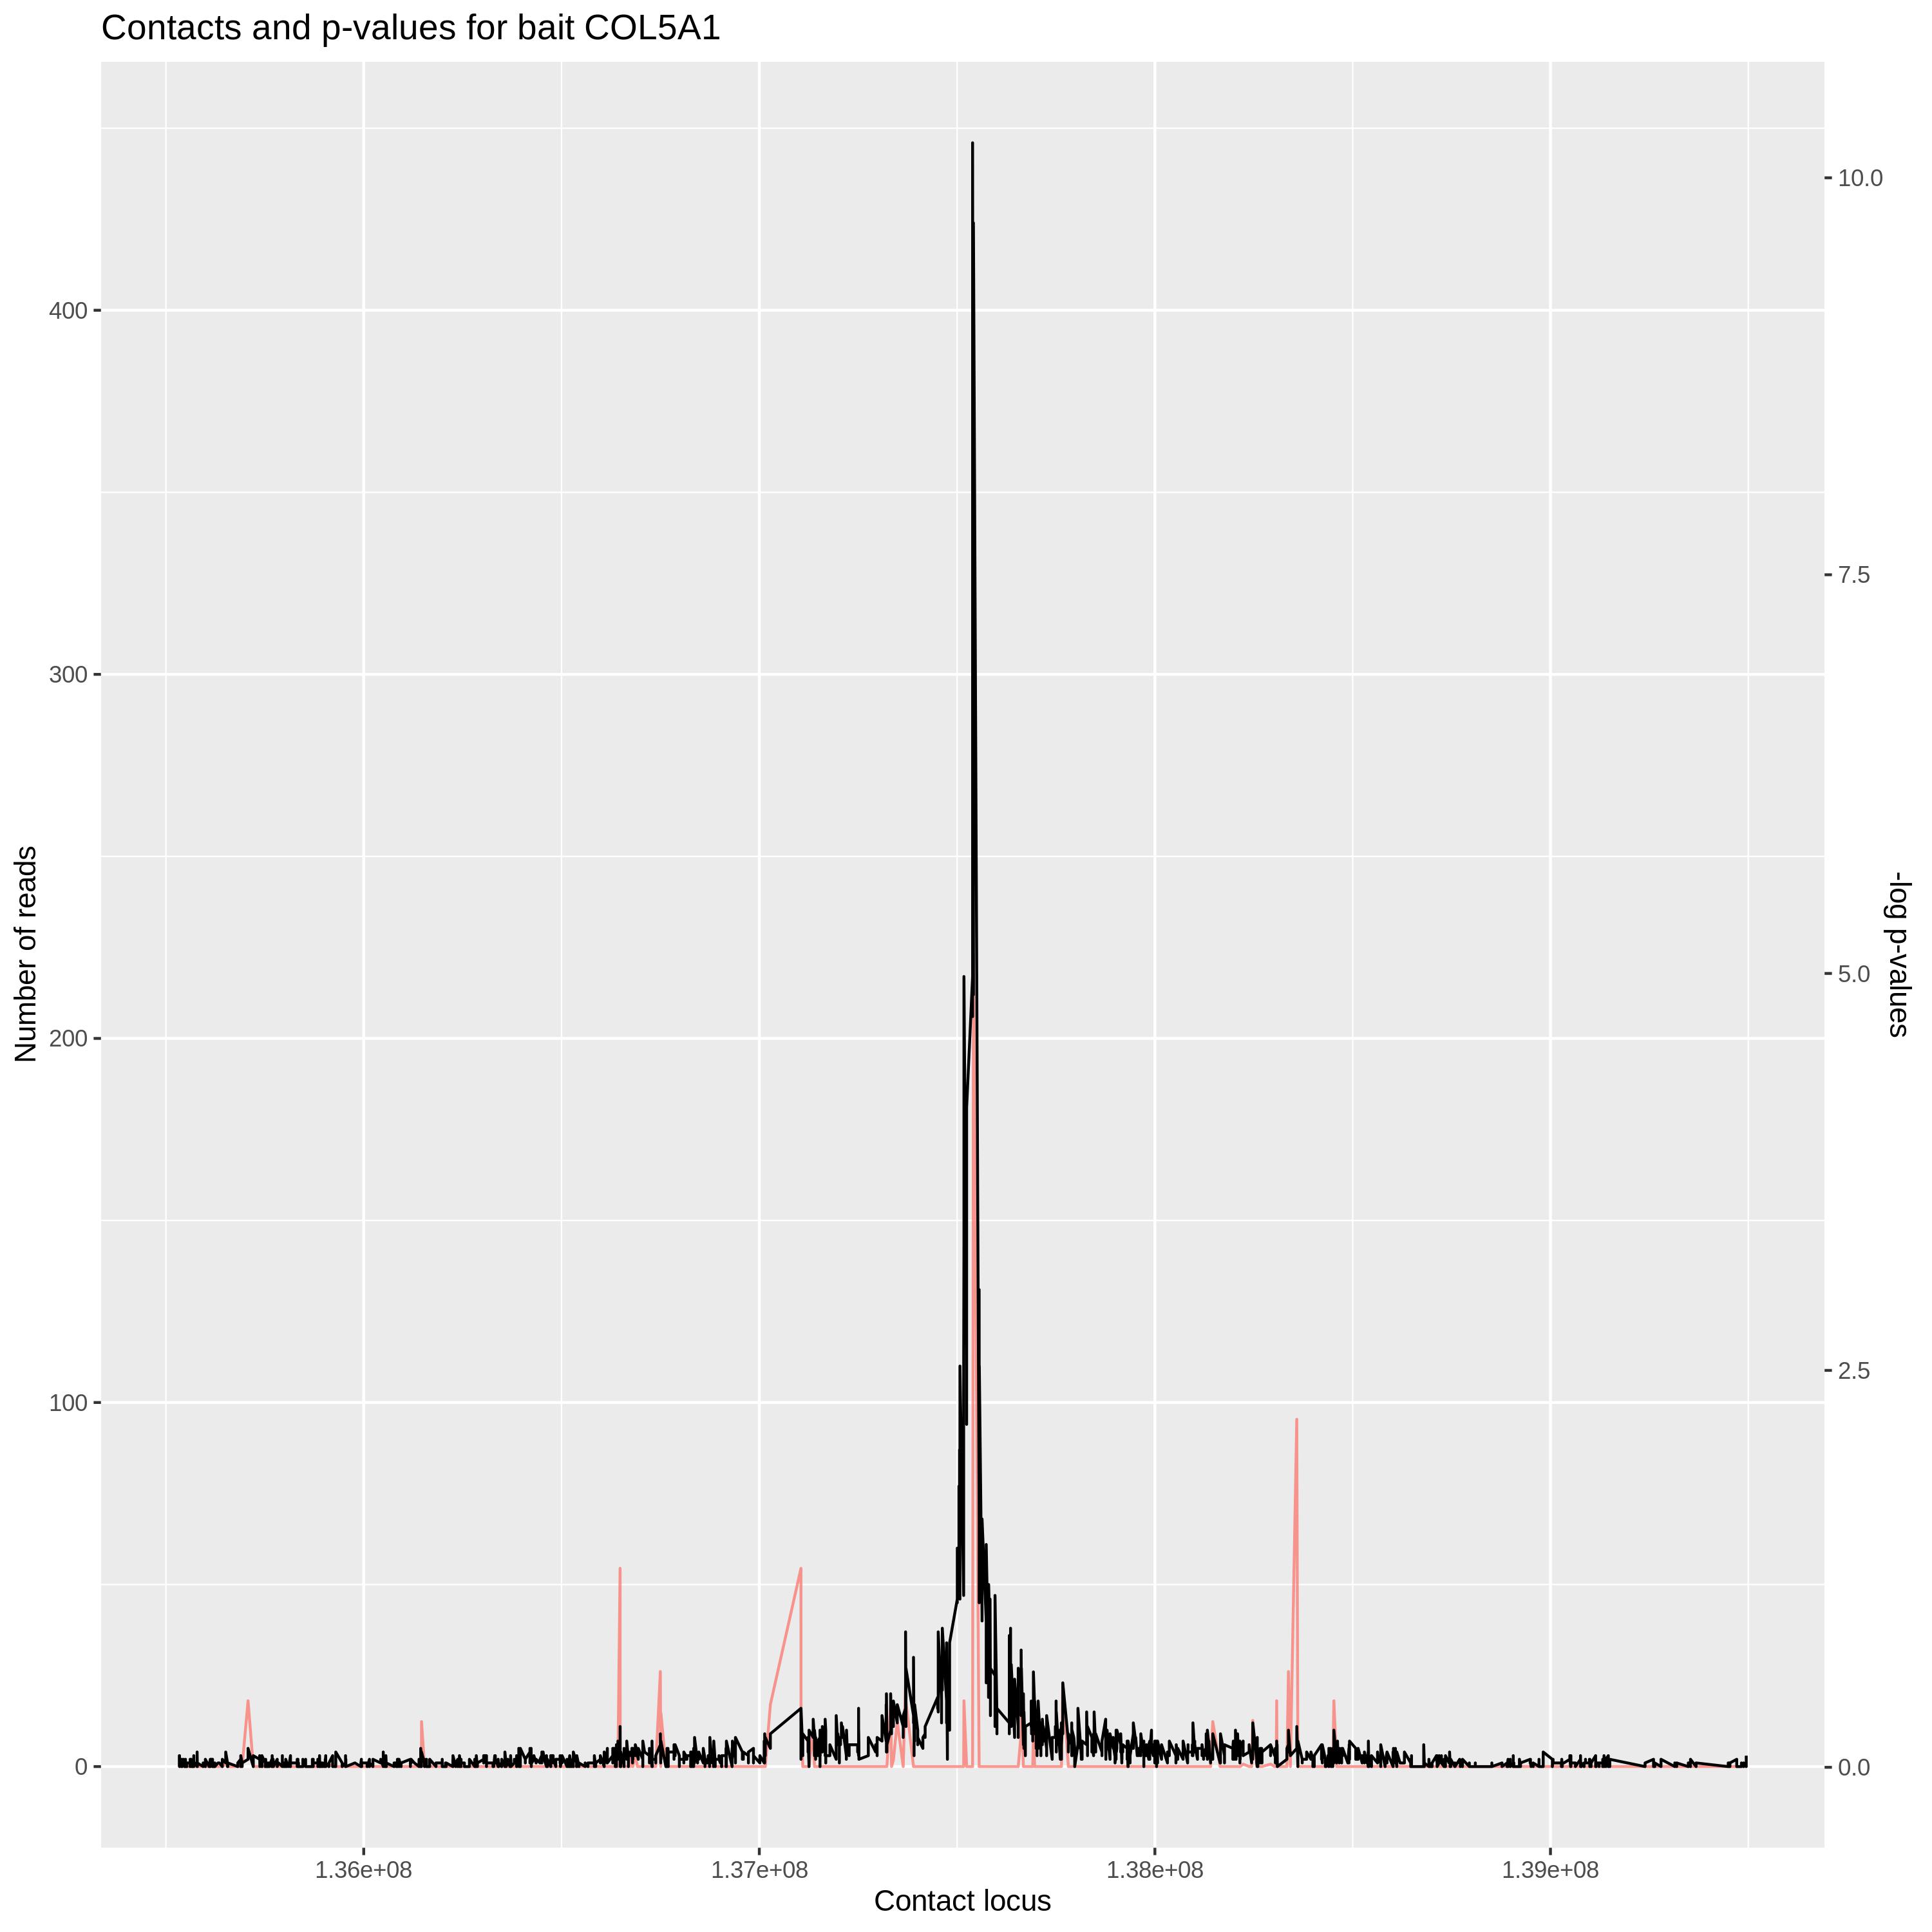 Contacts and p-values for bait COL5A1
Number of reads
400
300
200
100
0
10.0
7.5
5.0
2.5
0.0
-log p-values
1.36e+08
1.37e+08
1.38e+08
1.39e+08
Contact locus